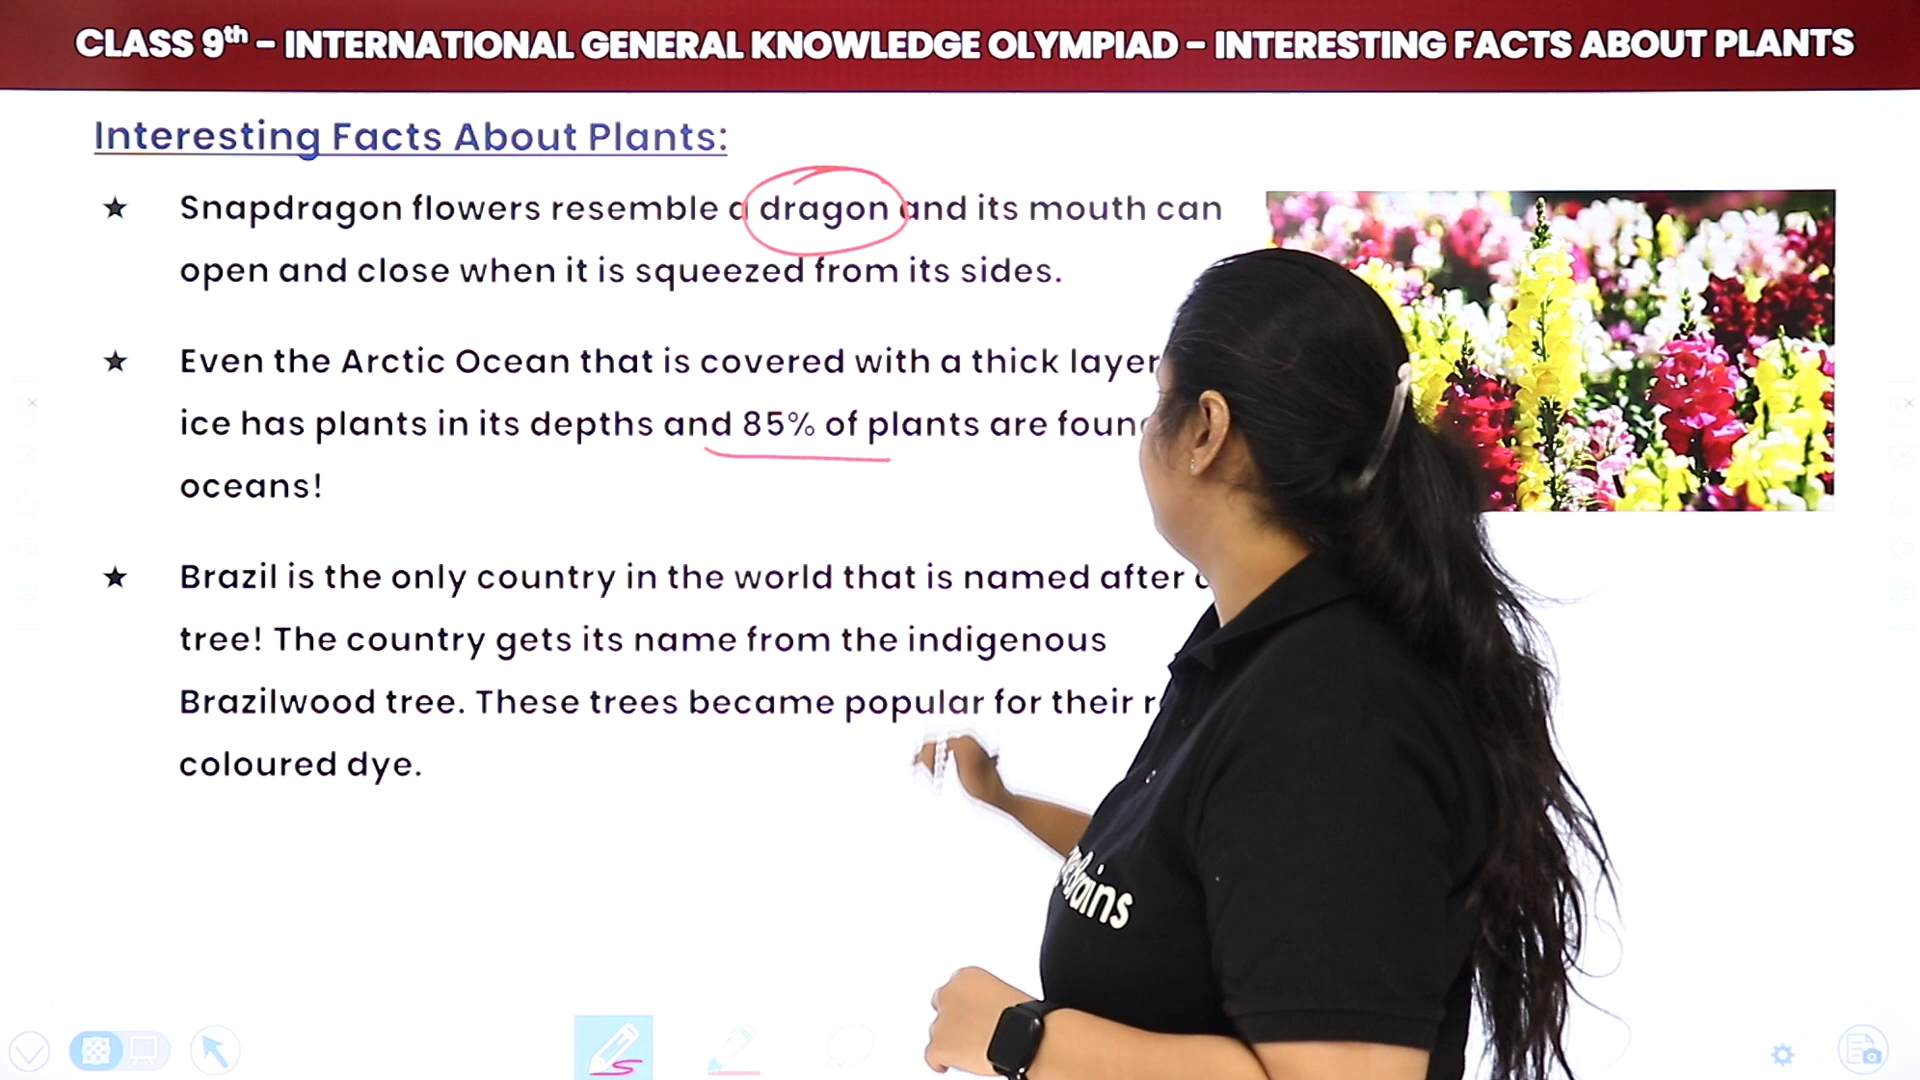 CLASS 9th - INTERNATIONAL GENERAL KNOWLEDGE OLYMPIAD - INTERESTING FACTS ABOUT PLANTS
Interesting Facts About Plants:
★ Snapdragon flowers resemble a dragon and its mouth can
open and close when it is squeezed from its sides.
★ Even the Arctic Ocean that is covered with a thick layer
ice has plants in its depths and 85% of plants are found
oceans!
★ Brazil is the only country in the world that is named after a
tree! The country gets its name from the indigenous
Brazilwood tree. These trees became popular for their
coloured dye.